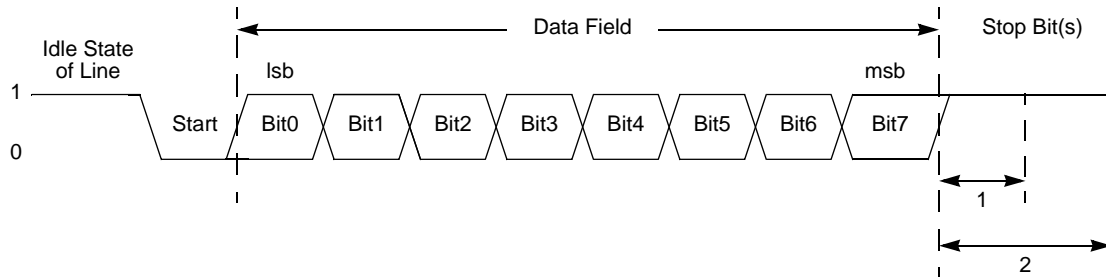 Data Field
Stop Bit(s)
Idle State
of Line
lsb
msb
1
Start
Bit0
Bit1
Bit2
Bit3
Bit4
Bit5
Bit6
Bit7
0
1
2